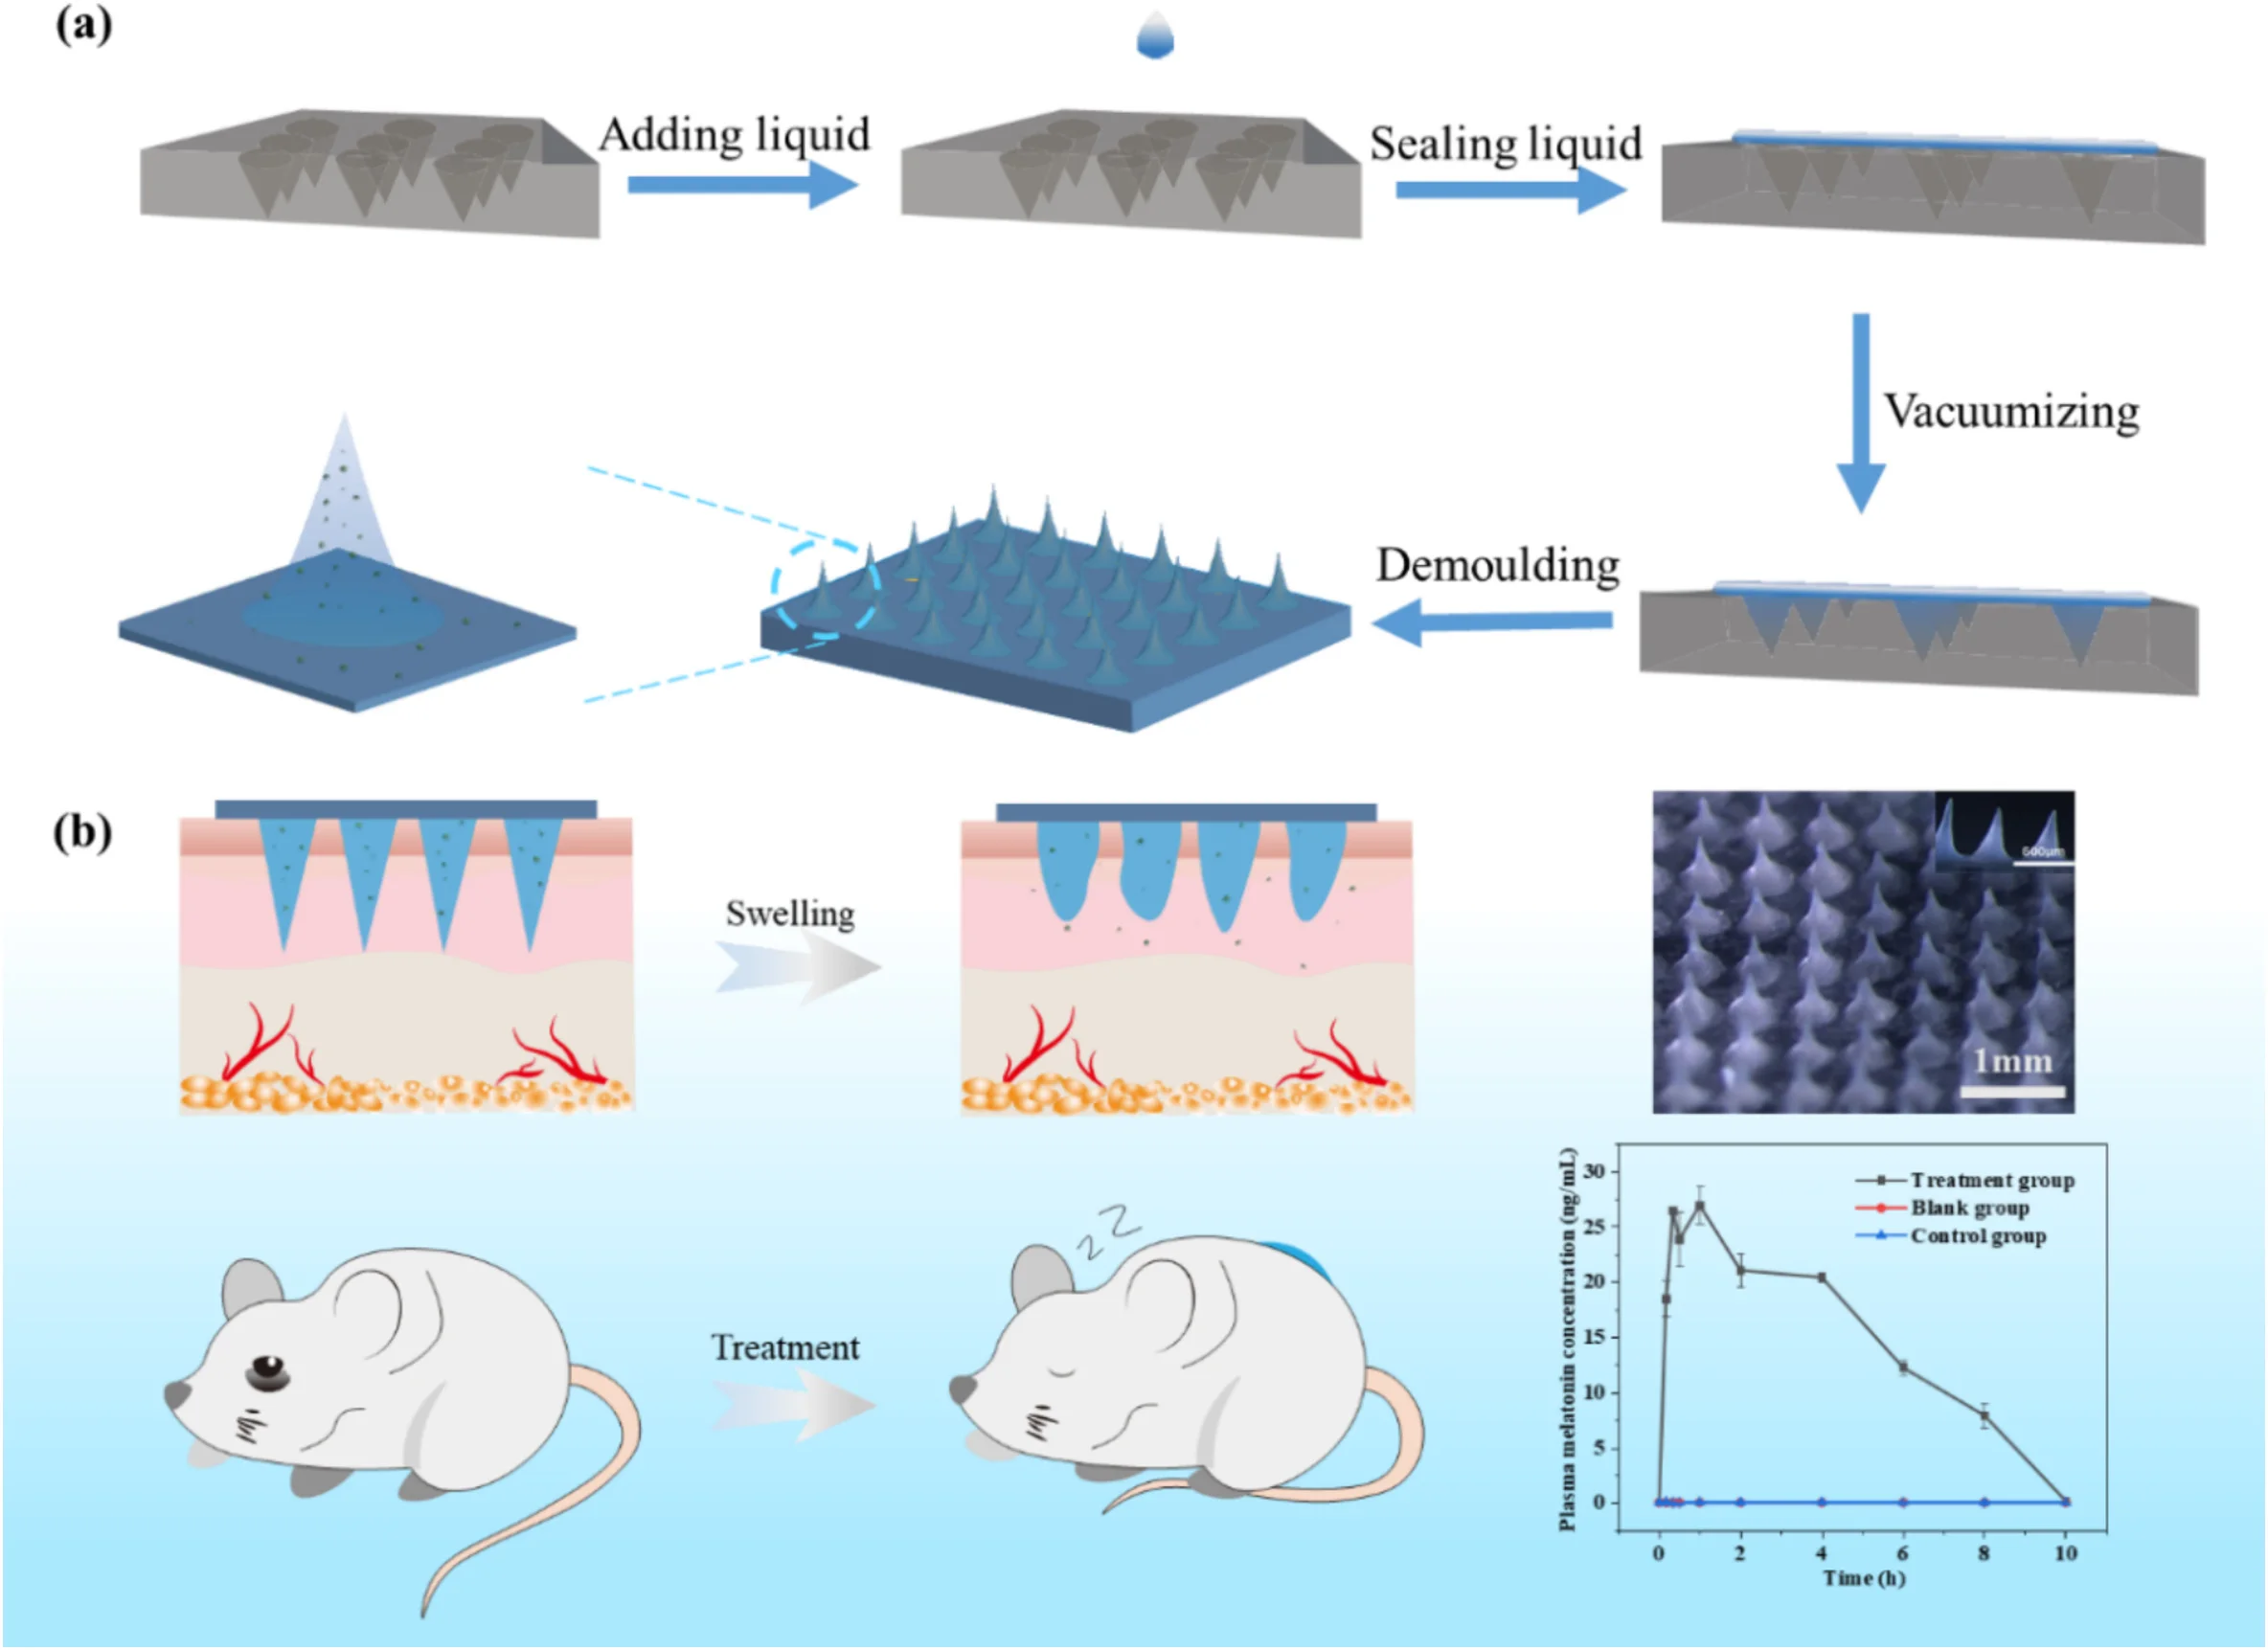 (a)
Adding liquid
Sealing liquid
Vacuumizing
Demoulding
(b)
Swelling
600μm
1mm
Treatment
z Z
Plasma melatonin concentration (ng/mL)
30
25
20
15
10
5
0
Treatment group
Blank group
Control group
0 2 4 6 8 10
Time (h)